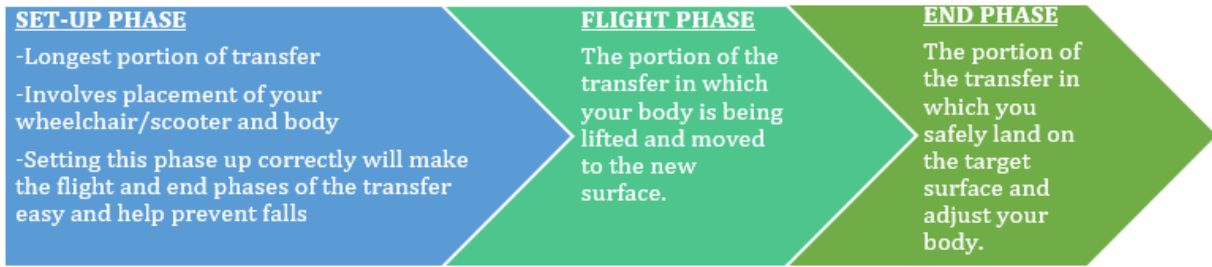 SET-UP PHASE
-Longest portion of transfer
-Involves placement of your
wheelchair/scooter and body
-Setting this phase up correctly will make
the flight and end phases of the transfer
easy and help prevent falls
FLIGHT PHASE
The portion of the
transfer in which
your body is being
lifted and moved
to the new
surface.
END PHASE
The portion of
the transfer in
which you
safely land on
the target
surface and
adjust your
body.